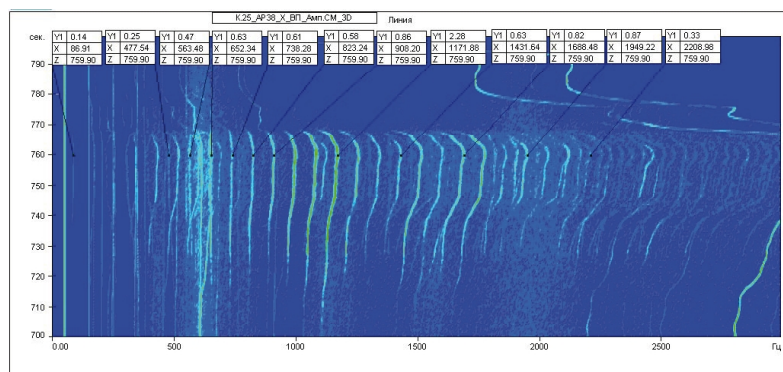 К.25_АР38_X_ВП_Амп.СМ_3D Линия
сек. Y1 0.14 Y1 0.25 Y1 0.47 Y1 0.63 Y1 0.61 Y1 0.58 Y1 0.86 Y1 2.28 Y1 0.63 Y1 0.82 Y1 0.87 Y1 0.33
X 86.91 X 477.54 X 563.48 X 652.34 X 738.28 X 823.24 X 908.20 X 1171.88 X 1431.64 X 1688.48 X 1949.22 X 2208.98
Z 759.90 Z 759.90 Z 759.90 Z 759.90 Z 759.90 Z 759.90 Z 759.90 Z 759.90 Z 759.90 Z 759.90 Z 759.90 Z 759.90
790
780
770
760
750
740
730
720
710
700
0.00 500 1000 1500 2000 2500 Гц